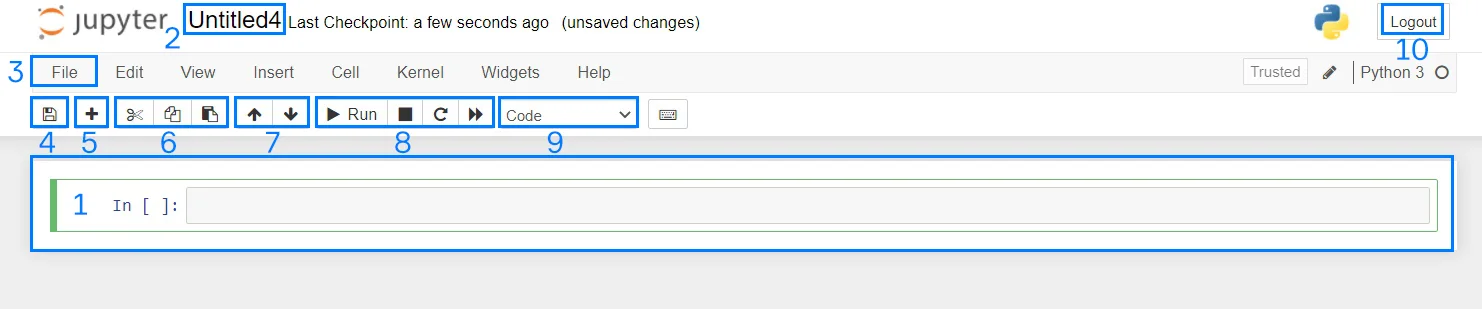 jupyter 2 Untitled4 Last Checkpoint: a few seconds ago (unsaved changes) Logout
10
3 File Edit View Insert Cell Kernel Widgets Help Trusted Python 3
Run Code
4 5 6 7 8 9
1 In [ ]: